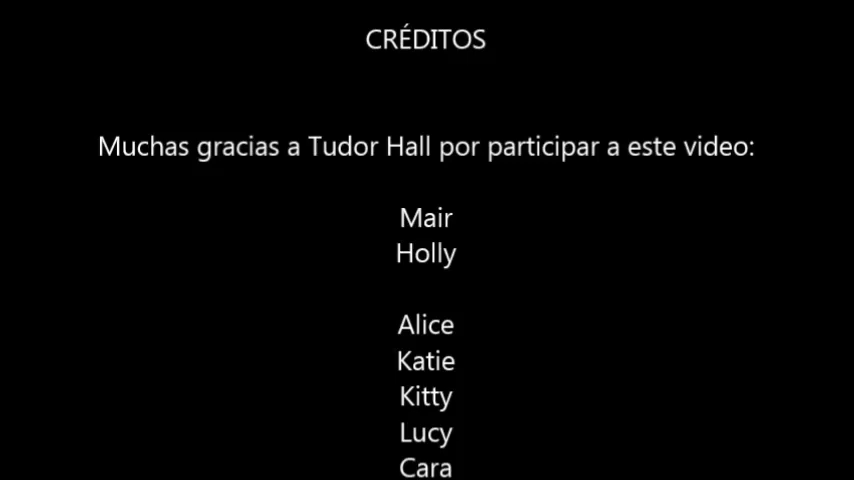 CRÉDITOS
Muchas gracias a Tudor Hall por participar a este video:
Mair
Holly
Alice
Katie
Kitty
Lucy
Cara